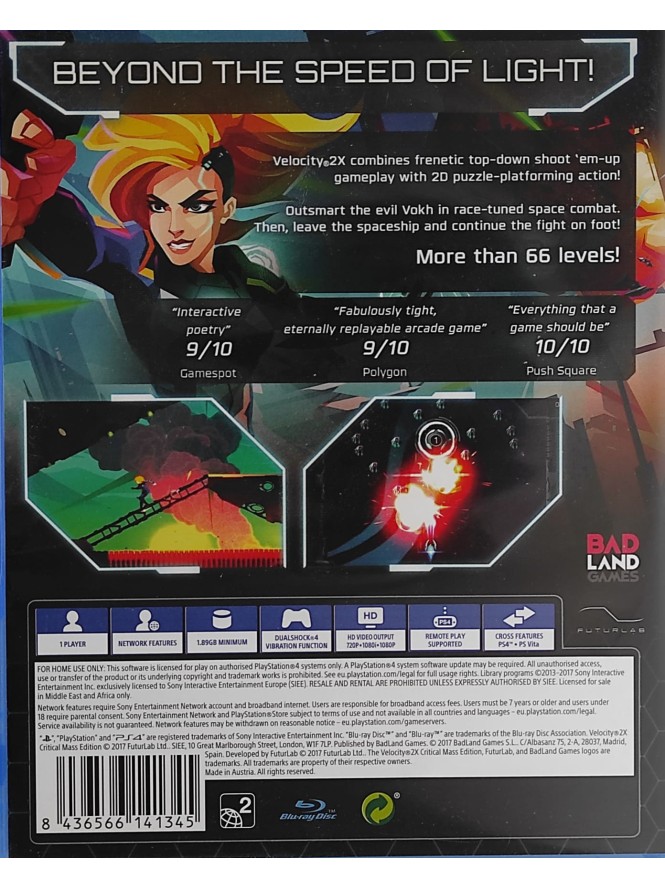 BEYOND THE SPEED OF LIGHT!
Velocity®2X combines frenetic top-down shoot 'em-up
gameplay with 2D puzzle-platforming action!
Outsmart the evil Vokh in race-tuned space combat.
Then, leave the spaceship and continue the fight on foot!
More than 66 levels!
"Interactive
poetry"
9/10
Gamespot
"Fabulously tight,
eternally replayable arcade game"
9/10
Polygon
"Everything that a
game should be"
10/10
Push Square
1
BAD
LAND
GAMES
FUTURLAB
1 PLAYER
NETWORK FEATURES
1.89GB MINIMUM
DUALSHOCK®4
VIBRATION FUNCTION
HD
HD VIDEO OUTPUT
720P•1080i•1080P
PS4
REMOTE PLAY
SUPPORTED
CROSS FEATURES
PS4™ • PS Vita
FOR HOME USE ONLY: This software is licensed for play on authorised PlayStation®4 systems only. A PlayStation®4 system software update may be required. All unauthorised access,
use or transfer of the product or its underlying copyright and trademark works is prohibited. See eu.playstation.com/legal for full usage rights. Library programs ©2013-2017 Sony Interactive
Entertainment Inc. exclusively licensed to Sony Interactive Entertainment Europe (SIEE). RESALE AND RENTAL ARE PROHIBITED UNLESS EXPRESSLY AUTHORISED BY SIEE. Licensed for sale
in Middle East and Africa only.
Network features require Sony Entertainment Network account and broadband internet. Users are responsible for broadband access fees. Users must be 7 years or older and users under
18 require parental consent. Sony Entertainment Network and PlayStation®Store subject to terms of use and not available in all countries and languages – eu.playstation.com/legal.
Service availability is not guaranteed. Network features may be withdrawn on reasonable notice – eu.playstation.com/gameservers.
", "PlayStation" and "PS4" are registered trademarks of Sony Interactive Entertainment Inc. "Blu-ray Disc™" and "Blu-ray™" are trademarks of the Blu-ray Disc Association. Velocity®2X
Critical Mass Edition © 2017 FuturLab Ltd. SIEE, 10 Great Marlborough Street, London, W1F 7LP. Published by BadLand Games. © 2017 BadLand Games S.L., C/Albasanz 75, 2-A, 28037, Madrid,
Spain. Developed by FuturLab © 2017 FuturLab Ltd.. The Velocity®2X Critical Mass Edition, FuturLab, and Badland Games logos are
trademarks. All trademarks are property of their respective owners.
Made in Austria. All rights reserved.
8 436566 141345
2
Blu-ray Disc™